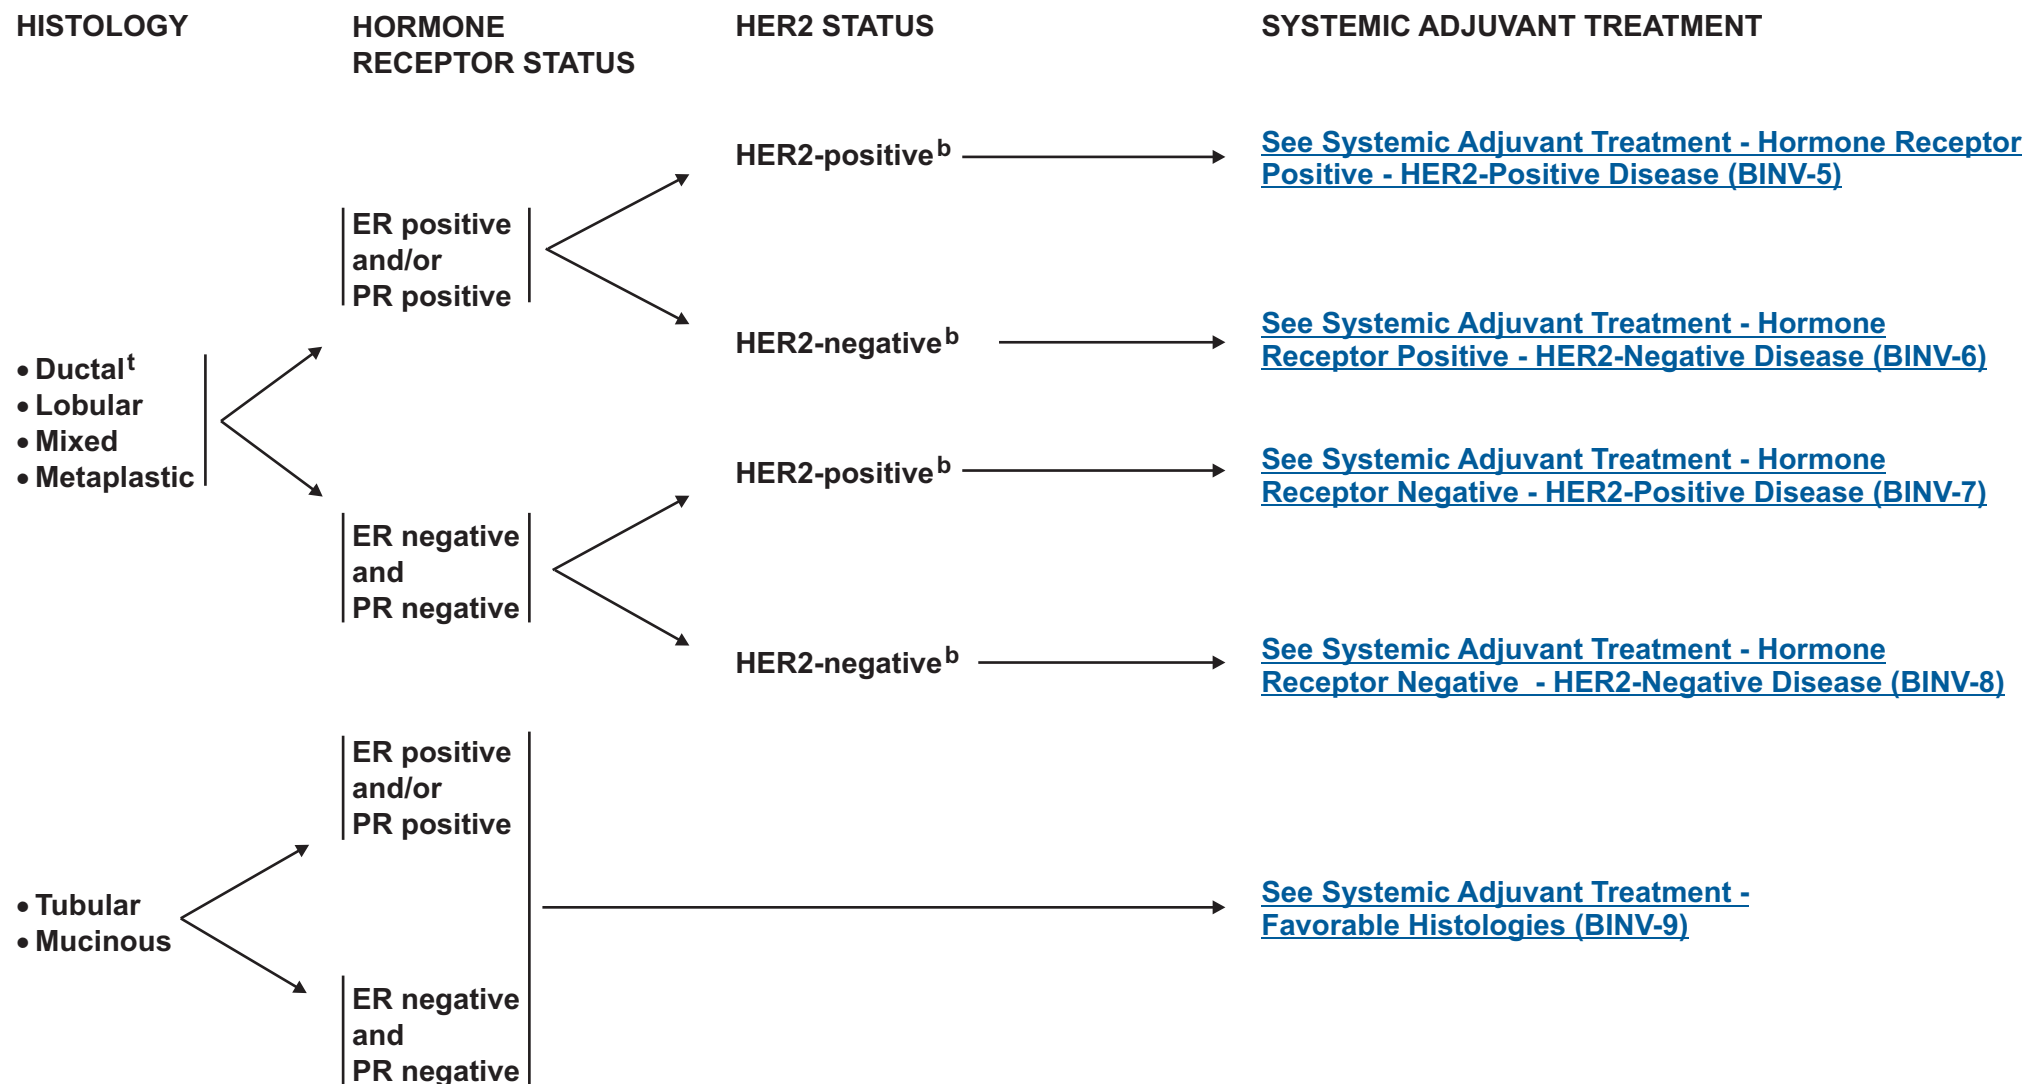 HISTOLOGY
HORMONE
RECEPTOR STATUS
HER2 STATUS
SYSTEMIC ADJUVANT TREATMENT
• Ductal t
• Lobular
• Mixed
• Metaplastic
ER positive
and/or
PR positive
HER2-positive b
See Systemic Adjuvant Treatment - Hormone Receptor
Positive - HER2-Positive Disease (BINV-5)
HER2-negative b
See Systemic Adjuvant Treatment - Hormone
Receptor Positive - HER2-Negative Disease (BINV-6)
ER negative
and
PR negative
HER2-positive b
See Systemic Adjuvant Treatment - Hormone
Receptor Negative - HER2-Positive Disease (BINV-7)
HER2-negative b
See Systemic Adjuvant Treatment - Hormone
Receptor Negative - HER2-Negative Disease (BINV-8)
• Tubular
• Mucinous
ER positive
and/or
PR positive
ER negative
and
PR negative
See Systemic Adjuvant Treatment -
Favorable Histologies (BINV-9)